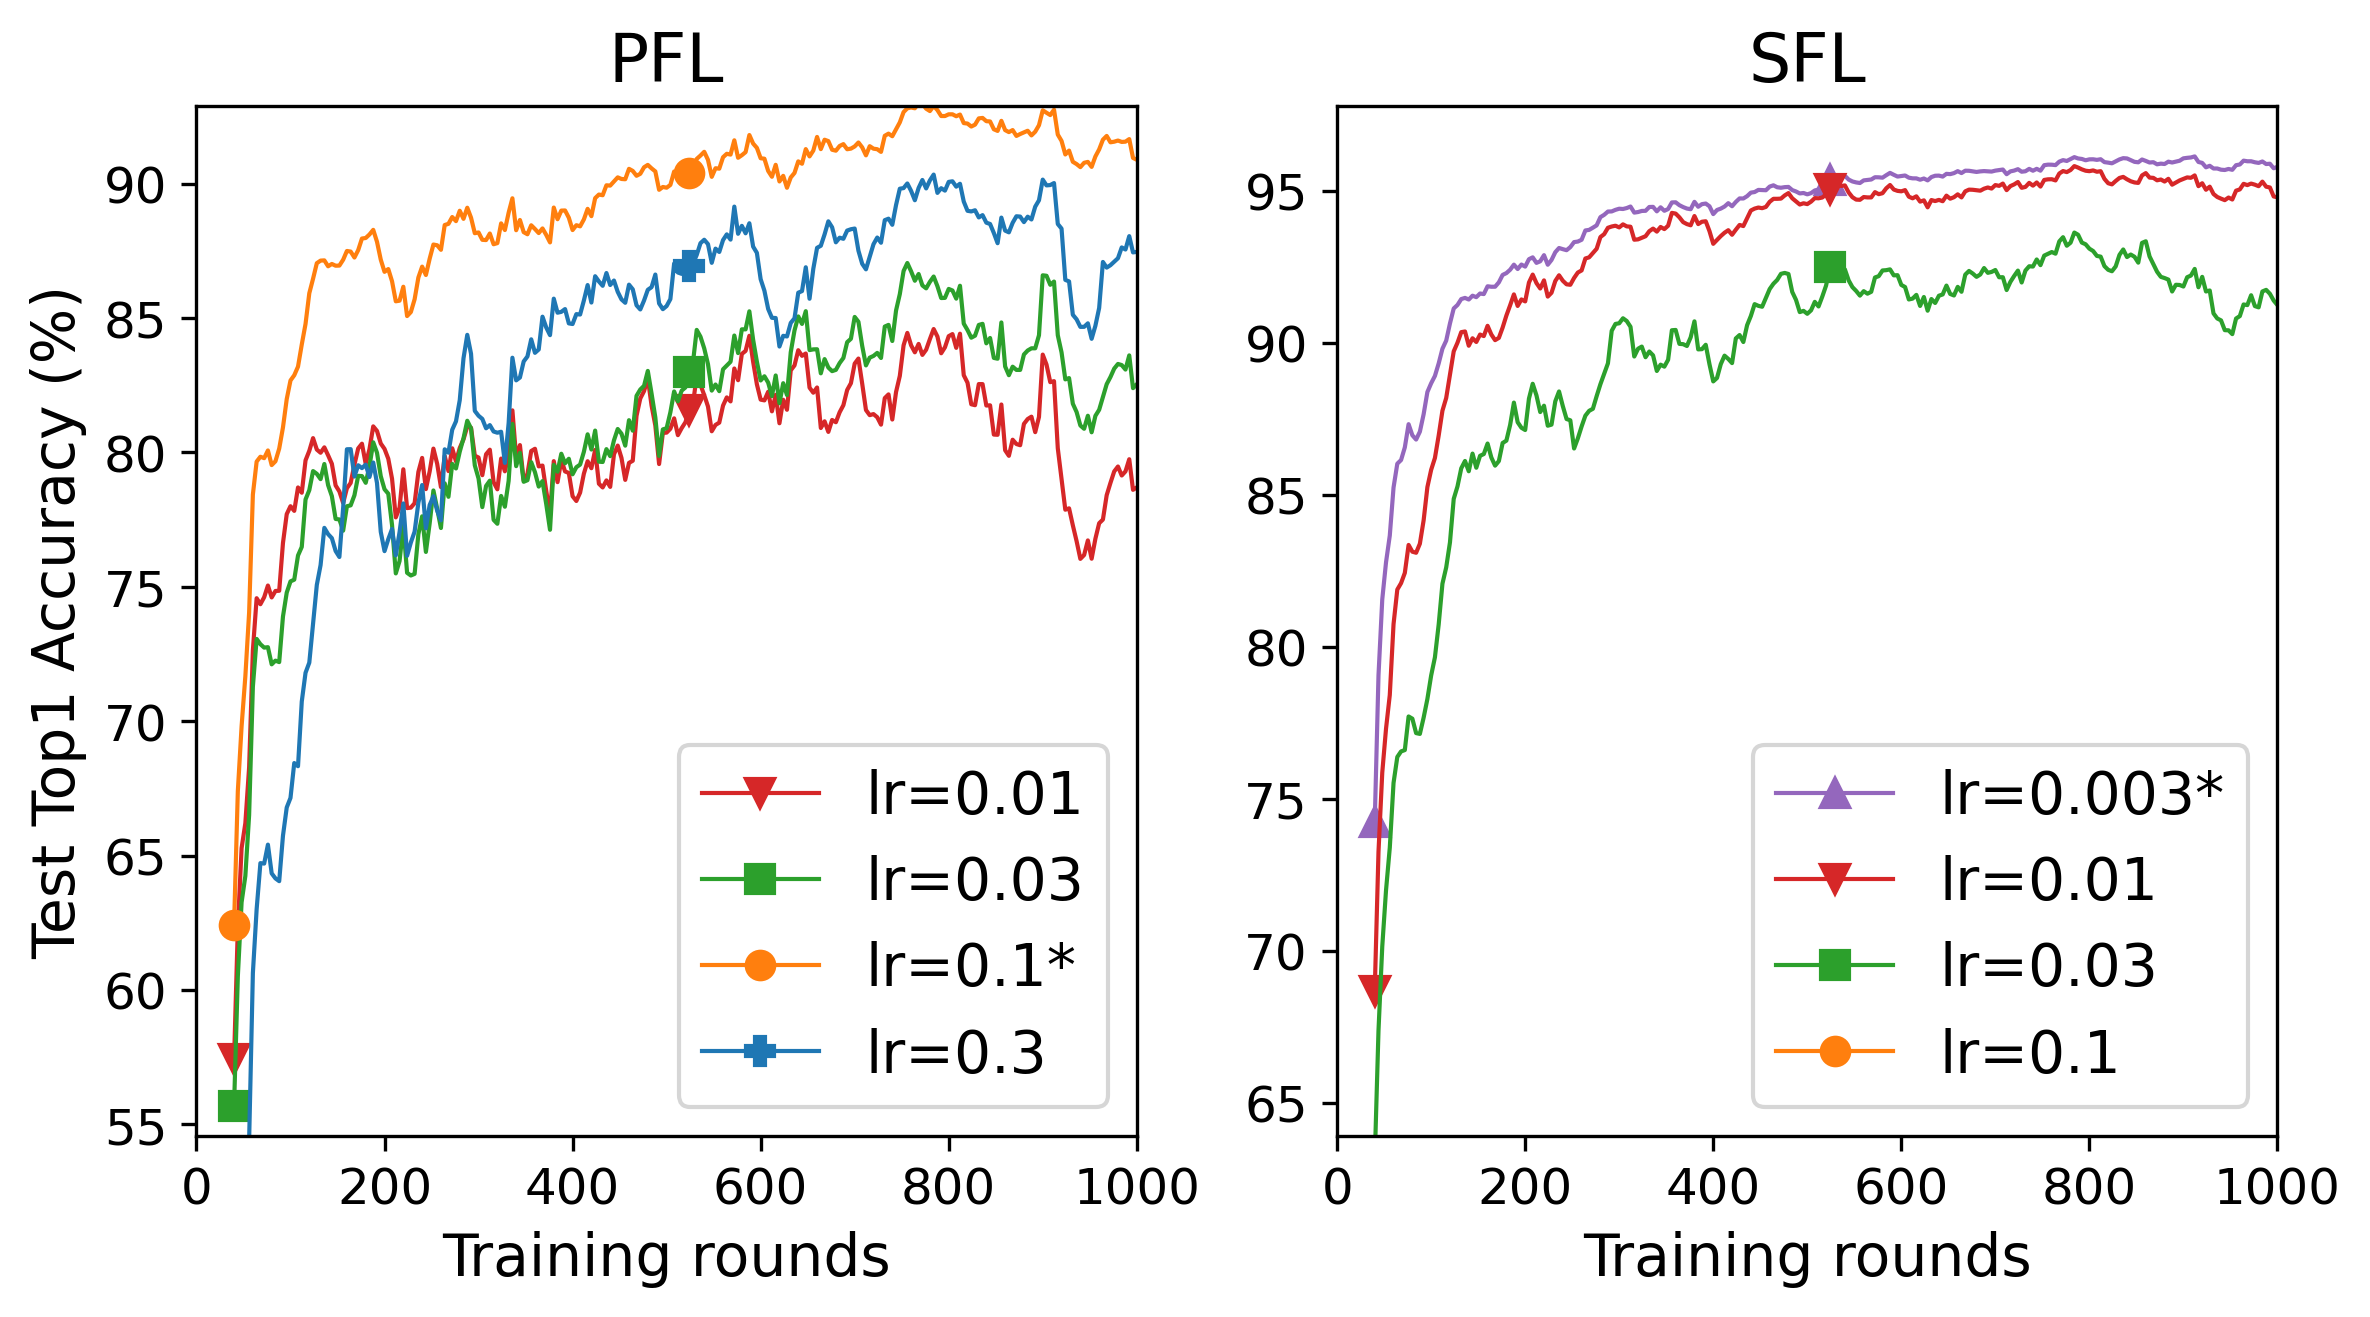 PFL
SFL
Test Top1 Accuracy (%)
90
85
80
75
70
65
60
55
0 200 400 600 800 1000
Training rounds
lr=0.01
lr=0.03
lr=0.1*
lr=0.3
95
90
85
80
75
70
65
0 200 400 600 800 1000
Training rounds
lr=0.003*
lr=0.01
lr=0.03
lr=0.1